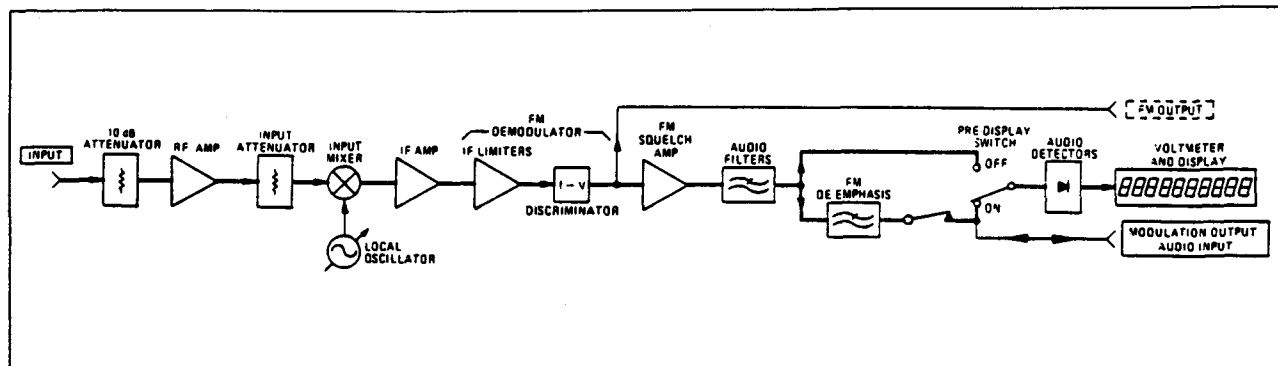 INPUT
10 dB
ATTENUATOR
RF AMP
INPUT
ATTENUATOR
INPUT
MIXER
LOCAL
OSCILLATOR
IF AMP
FM
DEMODULATOR
IF LIMITERS
f → V
DISCRIMINATOR
FM
SQUELCH
AMP
AUDIO
FILTERS
FM
DE EMPHASIS
PRE DISPLAY
SWITCH
OFF
ON
AUDIO
DETECTORS
FM OUTPUT
VOLTMETER
AND DISPLAY
8888888888
MODULATION OUTPUT
AUDIO INPUT